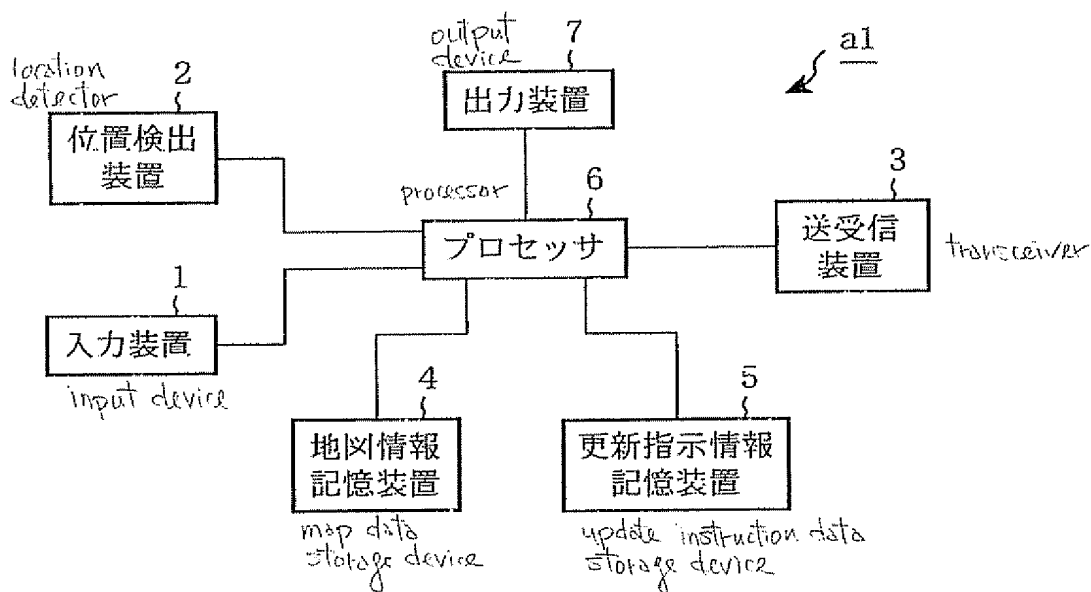 a1
output
device
7
出力装置
location
detector
2
位置検出
装置
processor
6
プロセッサ
3
送受信
装置
transceiver
1
入力装置
input device
4
地図情報
記憶装置
map data
storage device
5
更新指示情報
記憶装置
update instruction data
storage device